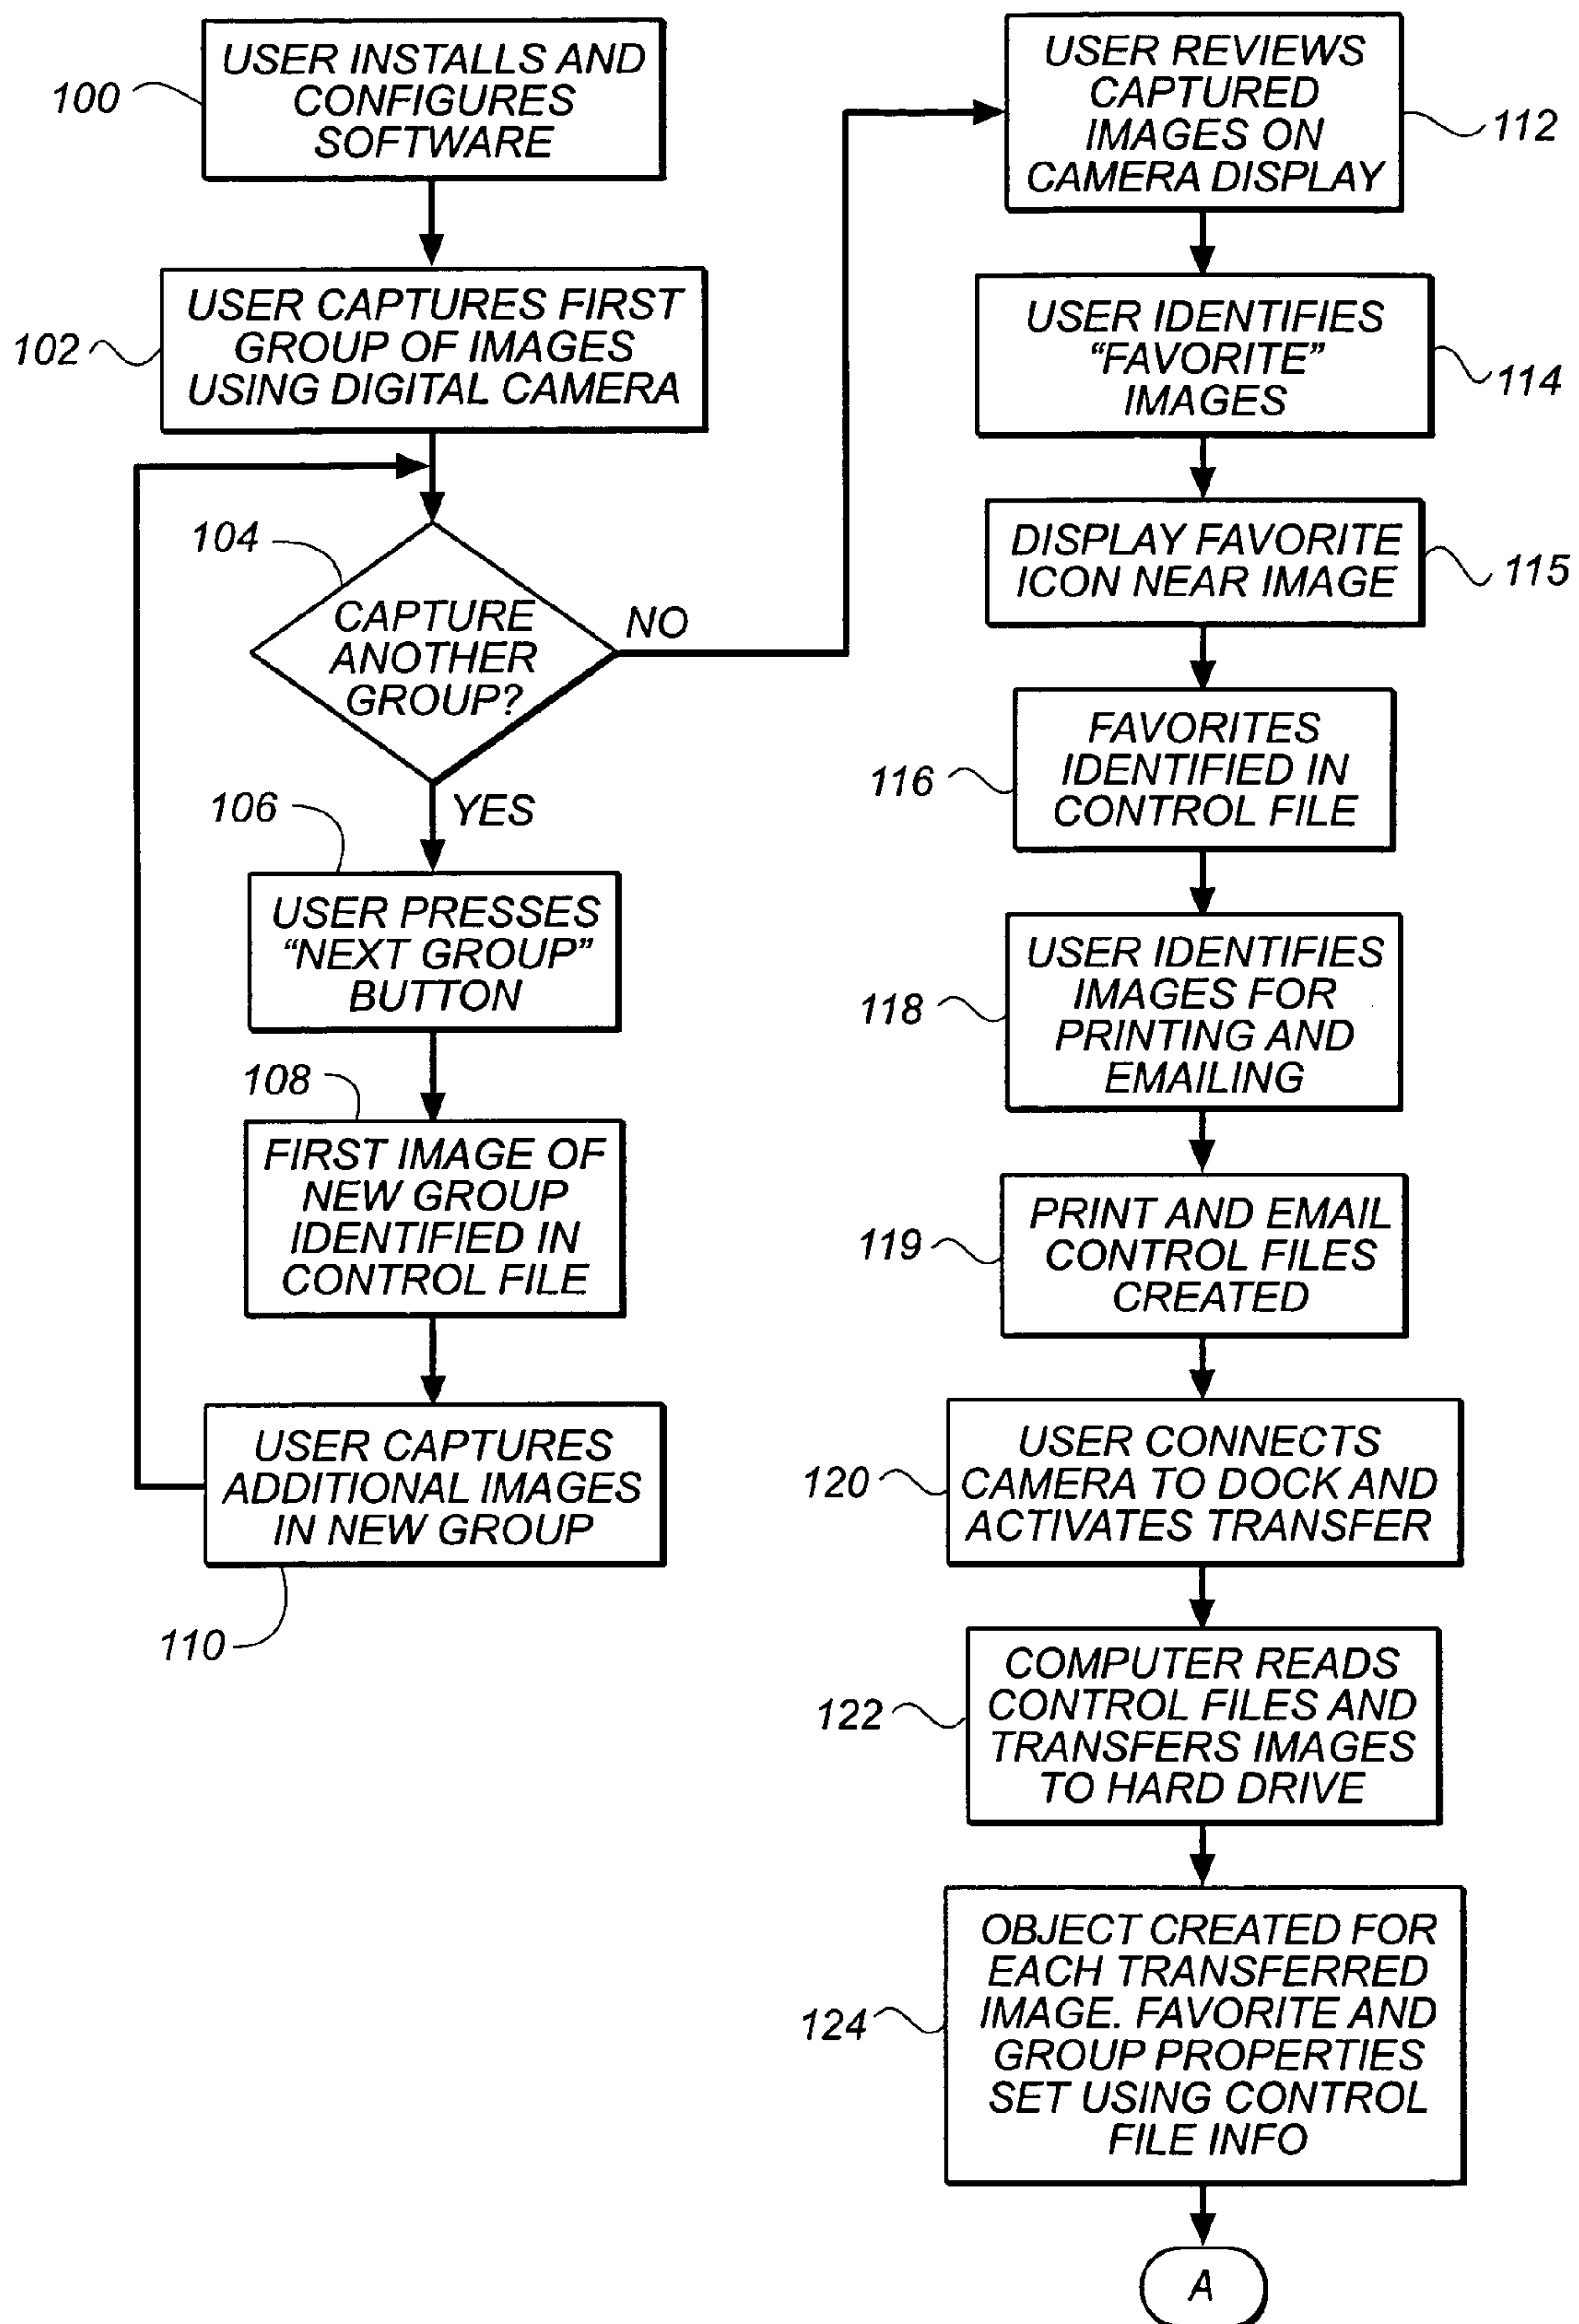 100
USER INSTALLS AND
CONFIGURES
SOFTWARE
102
USER CAPTURES FIRST
GROUP OF IMAGES
USING DIGITAL CAMERA
104
CAPTURE
ANOTHER
GROUP?
NO
YES
106
USER PRESSES
“NEXT GROUP”
BUTTON
108
FIRST IMAGE OF
NEW GROUP
IDENTIFIED IN
CONTROL FILE
USER CAPTURES
ADDITIONAL IMAGES
IN NEW GROUP
110
USER REVIEWS
CAPTURED
IMAGES ON
CAMERA DISPLAY
112
USER IDENTIFIES
“FAVORITE”
IMAGES
114
DISPLAY FAVORITE
ICON NEAR IMAGE
115
FAVORITES
IDENTIFIED IN
CONTROL FILE
116
USER IDENTIFIES
IMAGES FOR
PRINTING AND
EMAILING
118
PRINT AND EMAIL
CONTROL FILES
CREATED
119
USER CONNECTS
CAMERA TO DOCK AND
ACTIVATES TRANSFER
120
COMPUTER READS
CONTROL FILES AND
TRANSFERS IMAGES
TO HARD DRIVE
122
OBJECT CREATED FOR
EACH TRANSFERRED
IMAGE. FAVORITE AND
GROUP PROPERTIES
SET USING CONTROL
FILE INFO
124
A